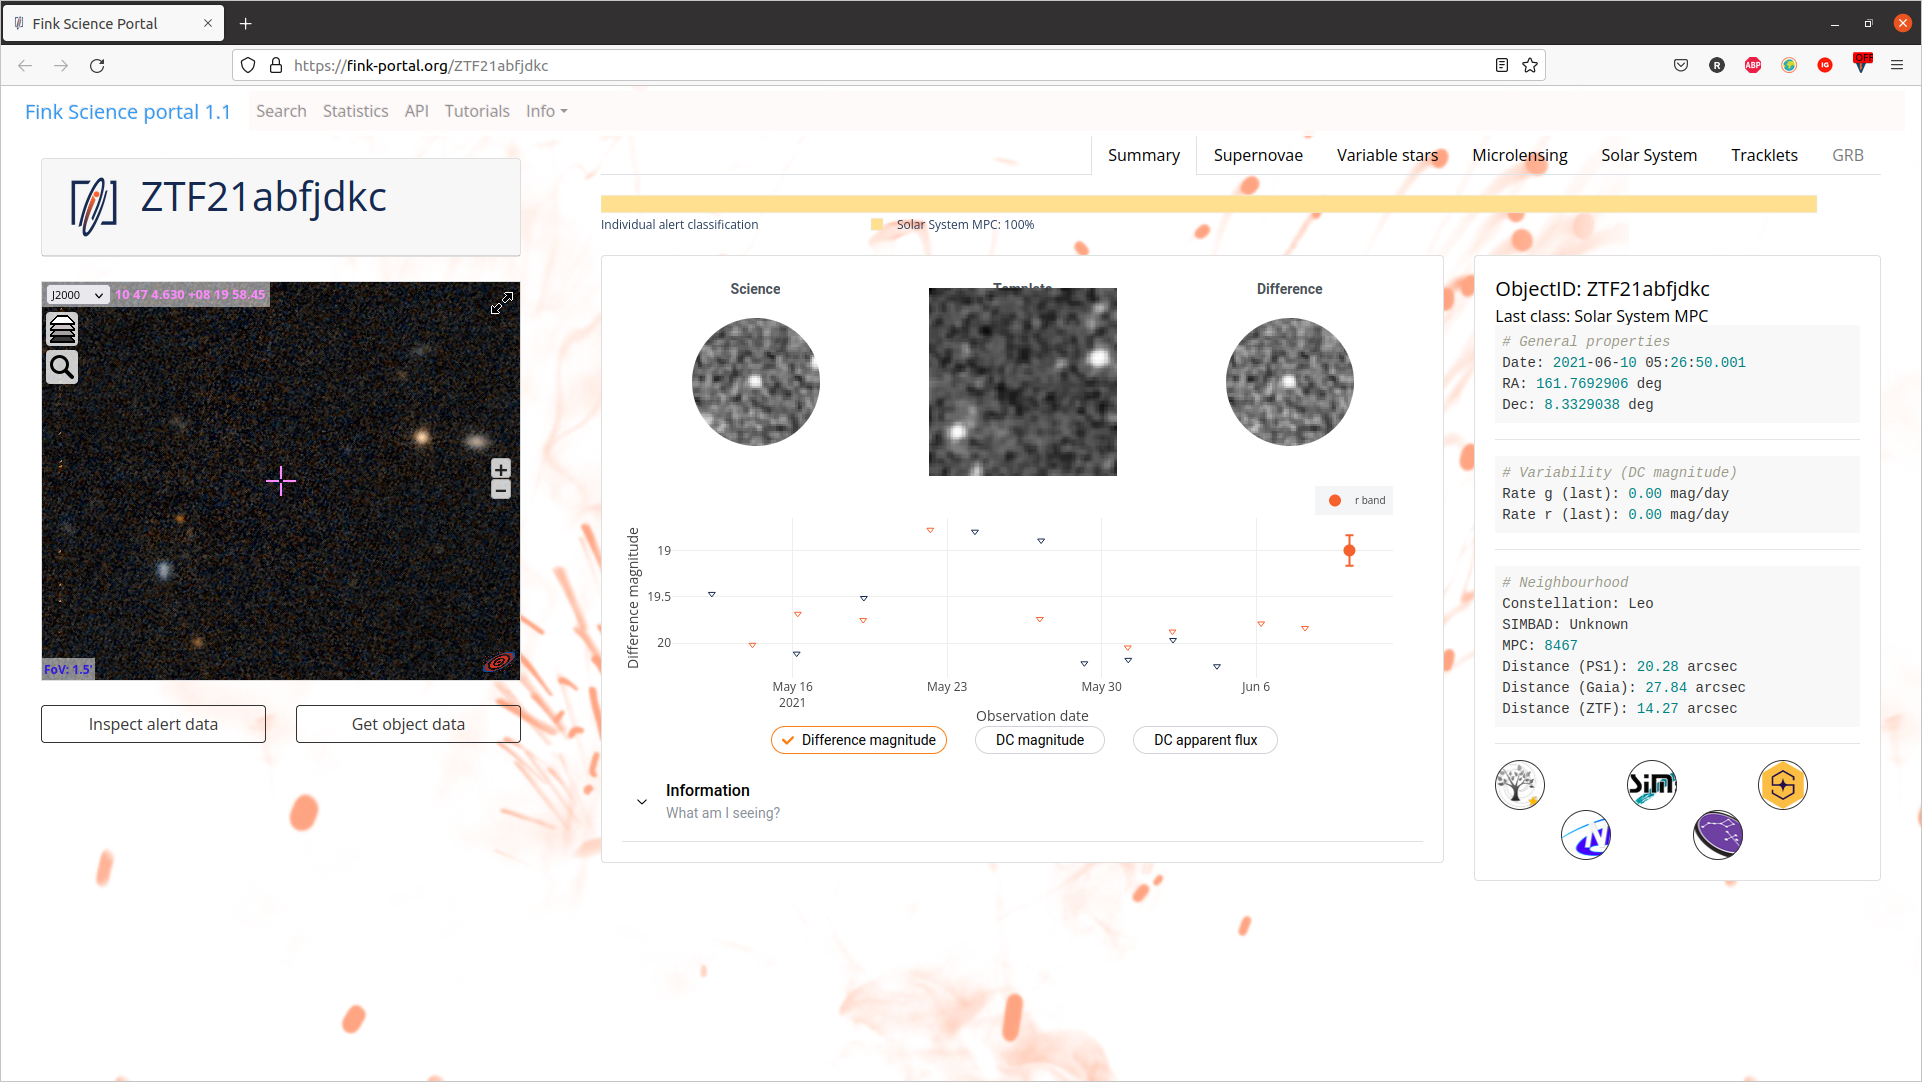 Fink Science Portal
https://fink-portal.org/ZTF21abfjdkc
R
ABP
IG
OFF
Fink Science portal 1.1
Search
Statistics
API
Tutorials
Info
ZTF21abfjdkc
Summary
Supernovae
Variable stars
Microlensing
Solar System
Tracklets
GRB
Individual alert classification
Solar System MPC: 100%
J2000
10 47 4.630 +08 19 58.45
FoV: 1.5'
Inspect alert data
Get object data
Science
Template
Difference
r band
Difference magnitude
19
19.5
20
May 16
2021
May 23
May 30
Jun 6
Observation date
Difference magnitude
DC magnitude
DC apparent flux
Information
What am I seeing?
ObjectID: ZTF21abfjdkc
Last class: Solar System MPC
# General properties
Date: 2021-06-10 05:26:50.001
RA: 161.7692906 deg
Dec: 8.3329038 deg
# Variability (DC magnitude)
Rate g (last): 0.00 mag/day
Rate r (last): 0.00 mag/day
# Neighbourhood
Constellation: Leo
SIMBAD: Unknown
MPC: 8467
Distance (PS1): 20.28 arcsec
Distance (Gaia): 27.84 arcsec
Distance (ZTF): 14.27 arcsec